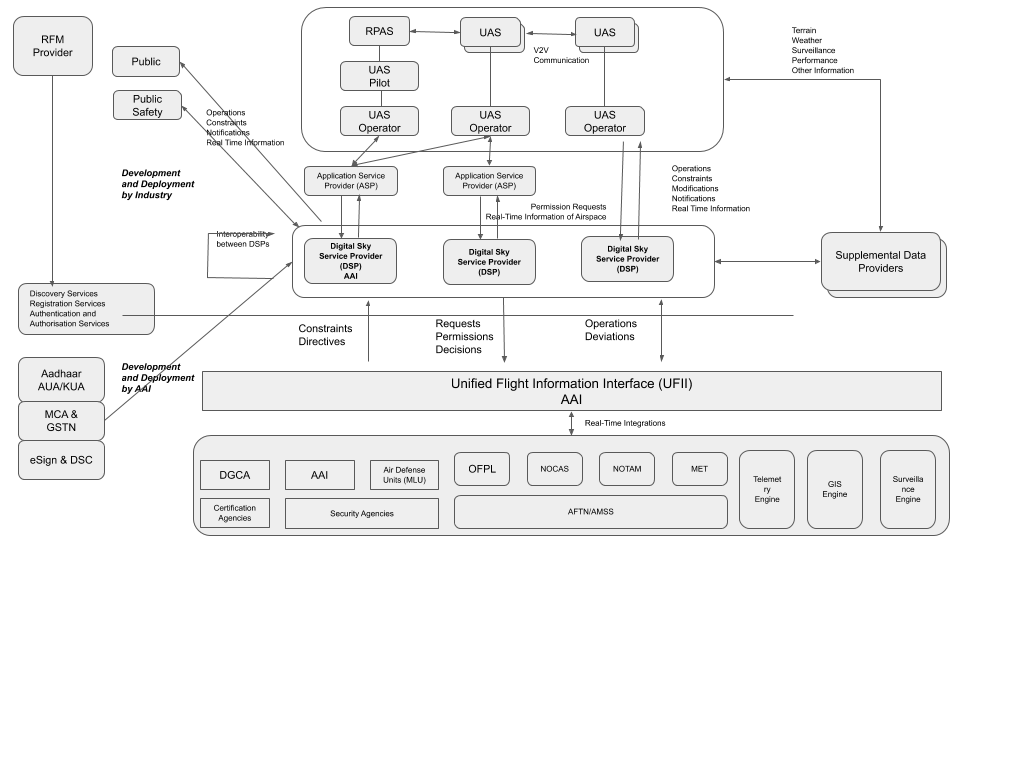 RFM
Provider
Public
Public
Safety
Operations
Constraints
Notifications
Real Time Information
Development
and Deployment
by Industry
RPAS
UAS
UAS
V2V
Communication
UAS
Pilot
UAS
Operator
UAS
Operator
UAS
Operator
Terrain
Weather
Surveillance
Performance
Other Information
Application Service
Provider (ASP)
Application Service
Provider (ASP)
Operations
Constraints
Modifications
Notifications
Real Time Information
Permission Requests
Real-Time Information of Airspace
Interoperability
between DSPs
Digital Sky
Service Provider
(DSP)
AAI
Digital Sky
Service Provider
(DSP)
Digital Sky
Service Provider
(DSP)
Supplemental Data
Providers
Discovery Services
Registration Services
Authentication and
Authorisation Services
Constraints
Directives
Requests
Permissions
Decisions
Operations
Deviations
Development
and Deployment
by AAI
Aadhaar
AUA/KUA
MCA &
GSTN
eSign & DSC
Unified Flight Information Interface (UFII)
AAI
Real-Time Integrations
DGCA
AAI
Air Defense
Units (MLU)
OFPL
NOCAS
NOTAM
MET
Telemet
ry
Engine
GIS
Engine
Surveilla
nce
Engine
Certification
Agencies
Security Agencies
AFTN/AMSS